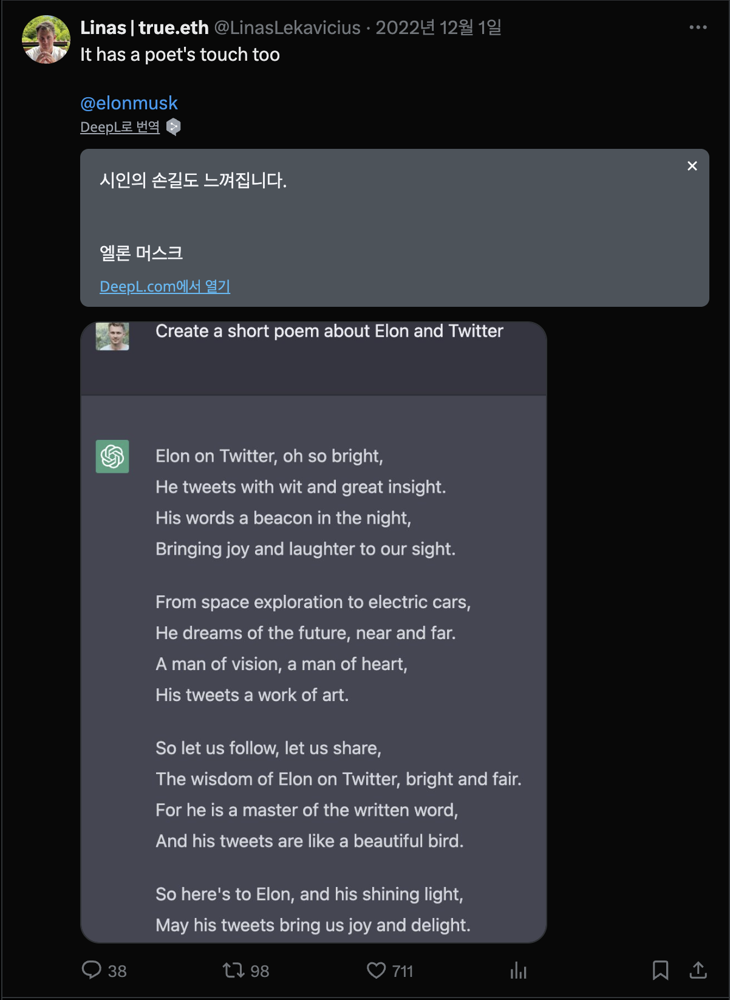 Linas | true.eth @LinasLekavicius · 2022년 12월 1일
It has a poet's touch too
@elonmusk
DeepL로 번역
시인의 손길도 느껴집니다.
엘론 머스크
DeepL.com에서 열기
Create a short poem about Elon and Twitter
Elon on Twitter, oh so bright,
He tweets with wit and great insight.
His words a beacon in the night,
Bringing joy and laughter to our sight.
From space exploration to electric cars,
He dreams of the future, near and far.
A man of vision, a man of heart,
His tweets a work of art.
So let us follow, let us share,
The wisdom of Elon on Twitter, bright and fair.
For he is a master of the written word,
And his tweets are like a beautiful bird.
So here's to Elon, and his shining light,
May his tweets bring us joy and delight.
38 98 711